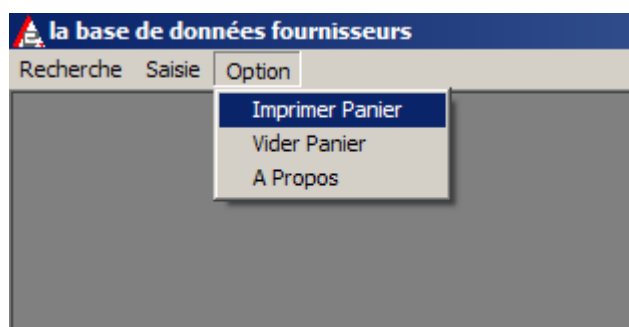 la base de données fournisseurs
Recherche Saisie Option
Imprimer Panier
Vider Panier
A Propos